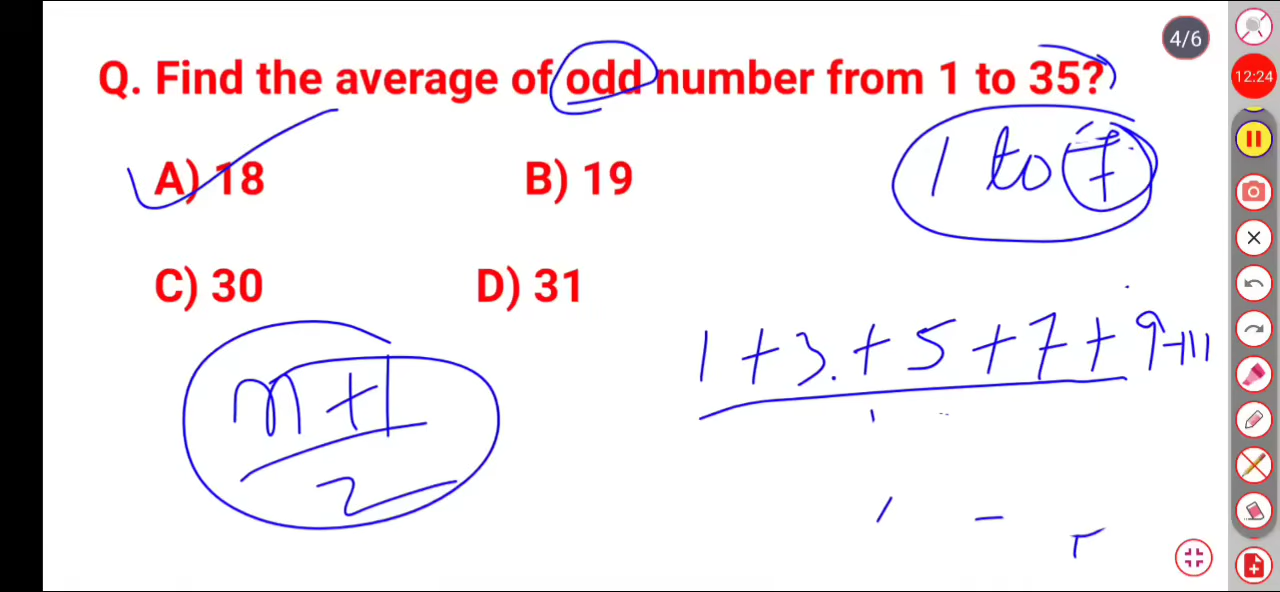 4/6
Q. Find the average of odd number from 1 to 35?
12:24
1 to 7
A) 18 B) 19
C) 30 D) 31
1 + 3 + 5 + 7 + 9 + 11
n + 1
2